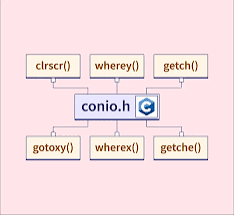 clrscr() wherey() getch()
conio.h C
gotoxy() wherex() getche()